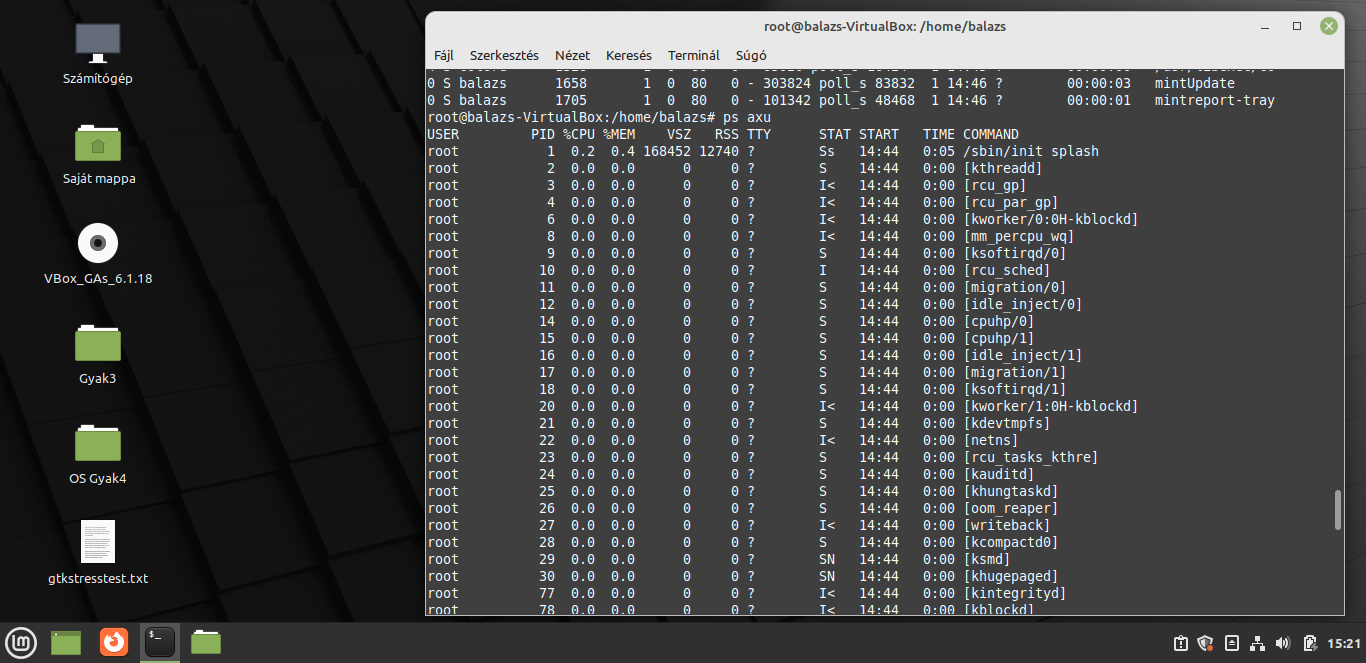 Számítógép
Saját mappa
VBox_GAs_6.1.18
Gyak3
OS Gyak4
gtkstresstest.txt
root@balazs-VirtualBox: /home/balazs
Fájl Szerkesztés Nézet Keresés Terminál Súgó
0 S balazs 1658 1 0 80 0 - 303824 poll_s 83832 1 14:46 ? 00:00:03 mintUpdate
0 S balazs 1705 1 0 80 0 - 101342 poll_s 48468 1 14:46 ? 00:00:01 mintreport-tray
root@balazs-VirtualBox:/home/balazs# ps axu
USER PID %CPU %MEM VSZ RSS TTY STAT START TIME COMMAND
root 1 0.2 0.4 168452 12740 ? Ss 14:44 0:05 /sbin/init splash
root 2 0.0 0.0 0 0 ? S 14:44 0:00 [kthreadd]
root 3 0.0 0.0 0 0 ? I< 14:44 0:00 [rcu_gp]
root 4 0.0 0.0 0 0 ? I< 14:44 0:00 [rcu_par_gp]
root 6 0.0 0.0 0 0 ? I< 14:44 0:00 [kworker/0:0H-kblockd]
root 8 0.0 0.0 0 0 ? I< 14:44 0:00 [mm_percpu_wq]
root 9 0.0 0.0 0 0 ? S 14:44 0:00 [ksoftirqd/0]
root 10 0.0 0.0 0 0 ? I 14:44 0:00 [rcu_sched]
root 11 0.0 0.0 0 0 ? S 14:44 0:00 [migration/0]
root 12 0.0 0.0 0 0 ? S 14:44 0:00 [idle_inject/0]
root 14 0.0 0.0 0 0 ? S 14:44 0:00 [cpuhp/0]
root 15 0.0 0.0 0 0 ? S 14:44 0:00 [cpuhp/1]
root 16 0.0 0.0 0 0 ? S 14:44 0:00 [idle_inject/1]
root 17 0.0 0.0 0 0 ? S 14:44 0:00 [migration/1]
root 18 0.0 0.0 0 0 ? S 14:44 0:00 [ksoftirqd/1]
root 20 0.0 0.0 0 0 ? I< 14:44 0:00 [kworker/1:0H-kblockd]
root 21 0.0 0.0 0 0 ? S 14:44 0:00 [kdevtmpfs]
root 22 0.0 0.0 0 0 ? I< 14:44 0:00 [netns]
root 23 0.0 0.0 0 0 ? S 14:44 0:00 [rcu_tasks_kthre]
root 24 0.0 0.0 0 0 ? S 14:44 0:00 [kauditd]
root 25 0.0 0.0 0 0 ? S 14:44 0:00 [khungtaskd]
root 26 0.0 0.0 0 0 ? S 14:44 0:00 [oom_reaper]
root 27 0.0 0.0 0 0 ? I< 14:44 0:00 [writeback]
root 28 0.0 0.0 0 0 ? S 14:44 0:00 [kcompactd0]
root 29 0.0 0.0 0 0 ? SN 14:44 0:00 [ksmd]
root 30 0.0 0.0 0 0 ? SN 14:44 0:00 [khugepaged]
root 77 0.0 0.0 0 0 ? I< 14:44 0:00 [kintegrityd]
root 78 0.0 0.0 0 0 ? I< 14:44 0:00 [kblockd]
15:21